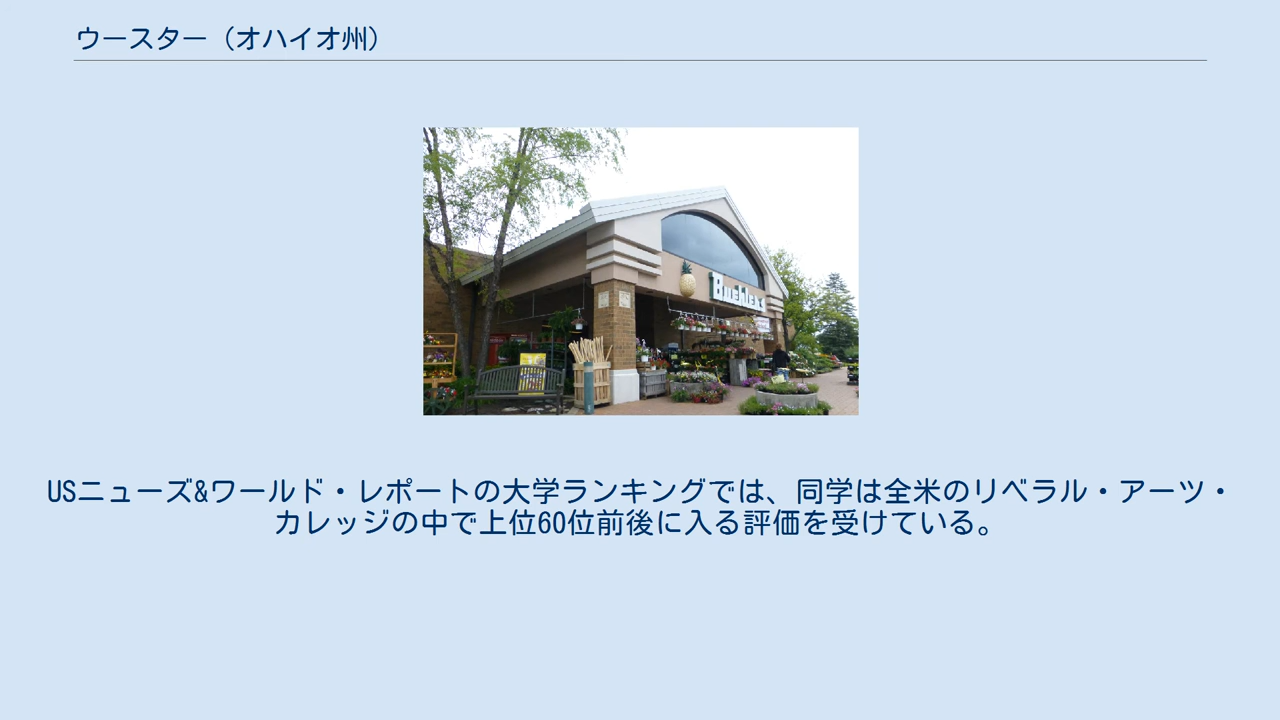 ウースター（オハイオ州）
Buehler's
USニューズ&ワールド・レポートの大学ランキングでは、同学は全米のリベラル・アーツ・
カレッジの中で上位60位前後に入る評価を受けている。